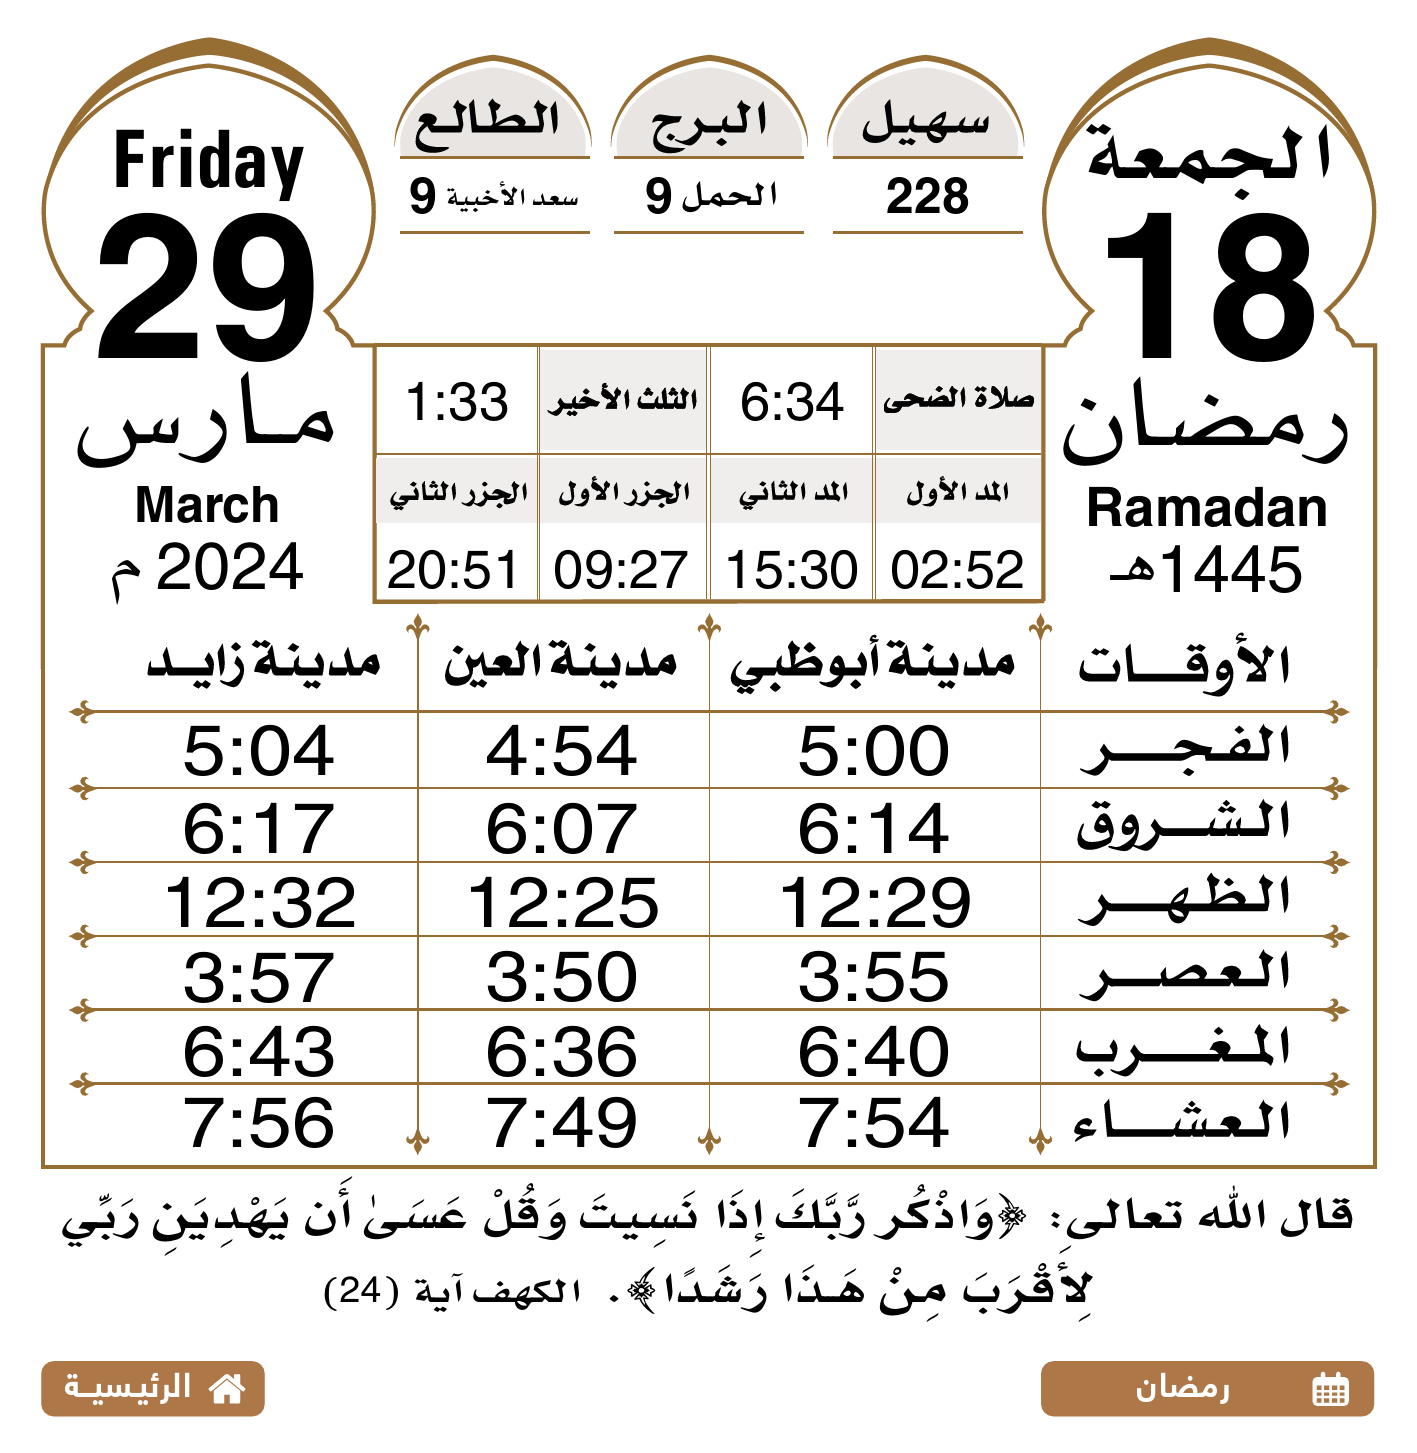 الجمعة
18
رمضان
Ramadan
1445هـ
سهيل
228
البرج
الحمل 9
الطالع
سعد الأخبية 9
Friday
29
مارس
March
2024 م
صلاة الضحى 6:34 الثلث الأخير 1:33
المد الأول المد الثاني الجزر الأول الجزر الثاني
02:52 15:30 09:27 20:51
الأوقات مدينة أبوظبي مدينة العين مدينة زايد
الفجر 5:00 4:54 5:04
الشروق 6:14 6:07 6:17
الظهر 12:29 12:25 12:32
العصر 3:55 3:50 3:57
المغرب 6:40 6:36 6:43
العشاء 7:54 7:49 7:56
قال الله تعالى: ﴿وَاذْكُر رَّبَّكَ إِذَا نَسِيتَ وَقُلْ عَسَىٰ أَن يَهْدِيَنِ رَبِّي
لِأَقْرَبَ مِنْ هَذَا رَشَدًا﴾. الكهف آية (24)
رمضان
الرئيسية